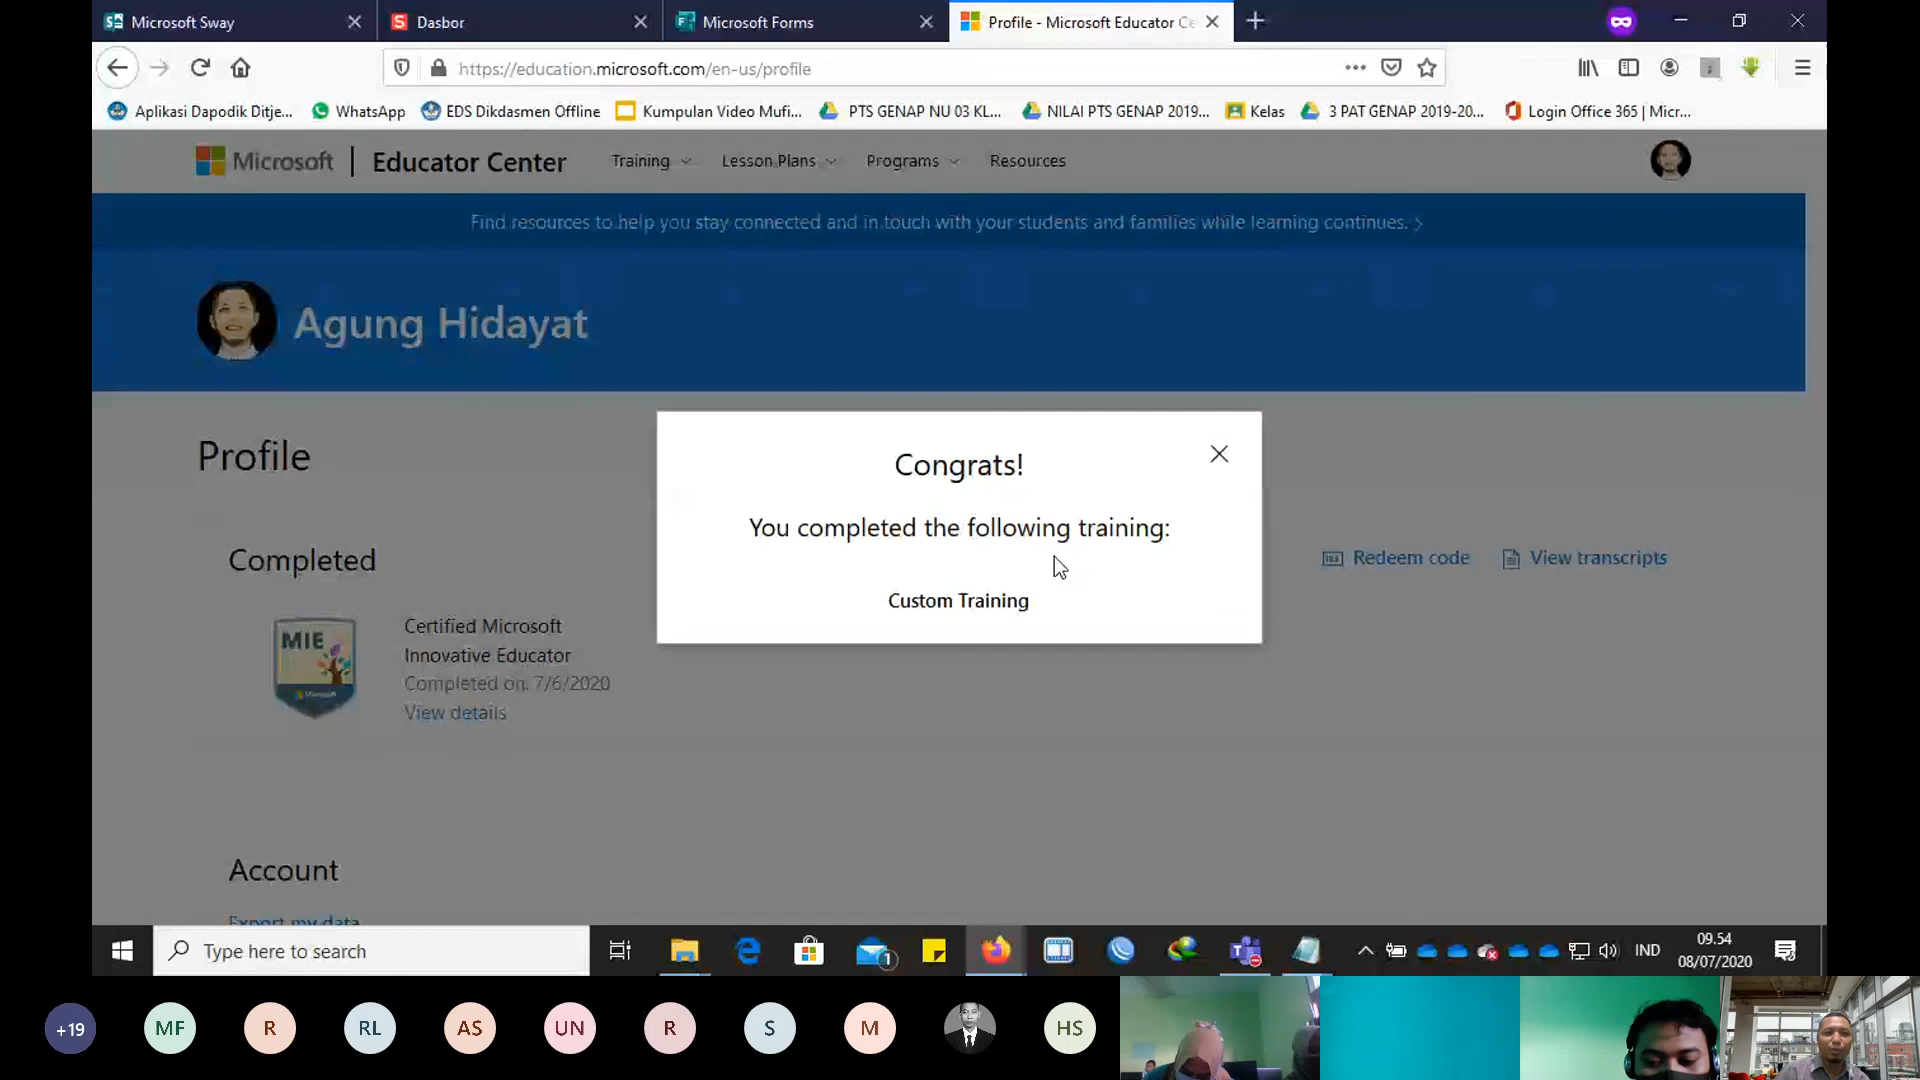 Microsoft Sway
Dasbor
Microsoft Forms
Profile - Microsoft Educator Ce
https://education.microsoft.com/en-us/profile
Aplikasi Dapodik Ditje...
WhatsApp
EDS Dikdasmen Offline
Kumpulan Video Mufi...
PTS GENAP NU 03 KL...
NILAI PTS GENAP 2019...
Kelas
3 PAT GENAP 2019-20...
Login Office 365 | Micr...
Microsoft
Educator Center
Training
Lesson Plans
Programs
Resources
Find resources to help you stay connected and in touch with your students and families while learning continues.
Agung Hidayat
Profile
Congrats!
You completed the following training:
Custom Training
Completed
Redeem code
View transcripts
MIE
Microsoft
Certified Microsoft
Innovative Educator
Completed on: 7/6/2020
View details
Account
Export my data
Type here to search
1
IND
09.54
08/07/2020
+19
MF
R
RL
AS
UN
R
S
M
HS